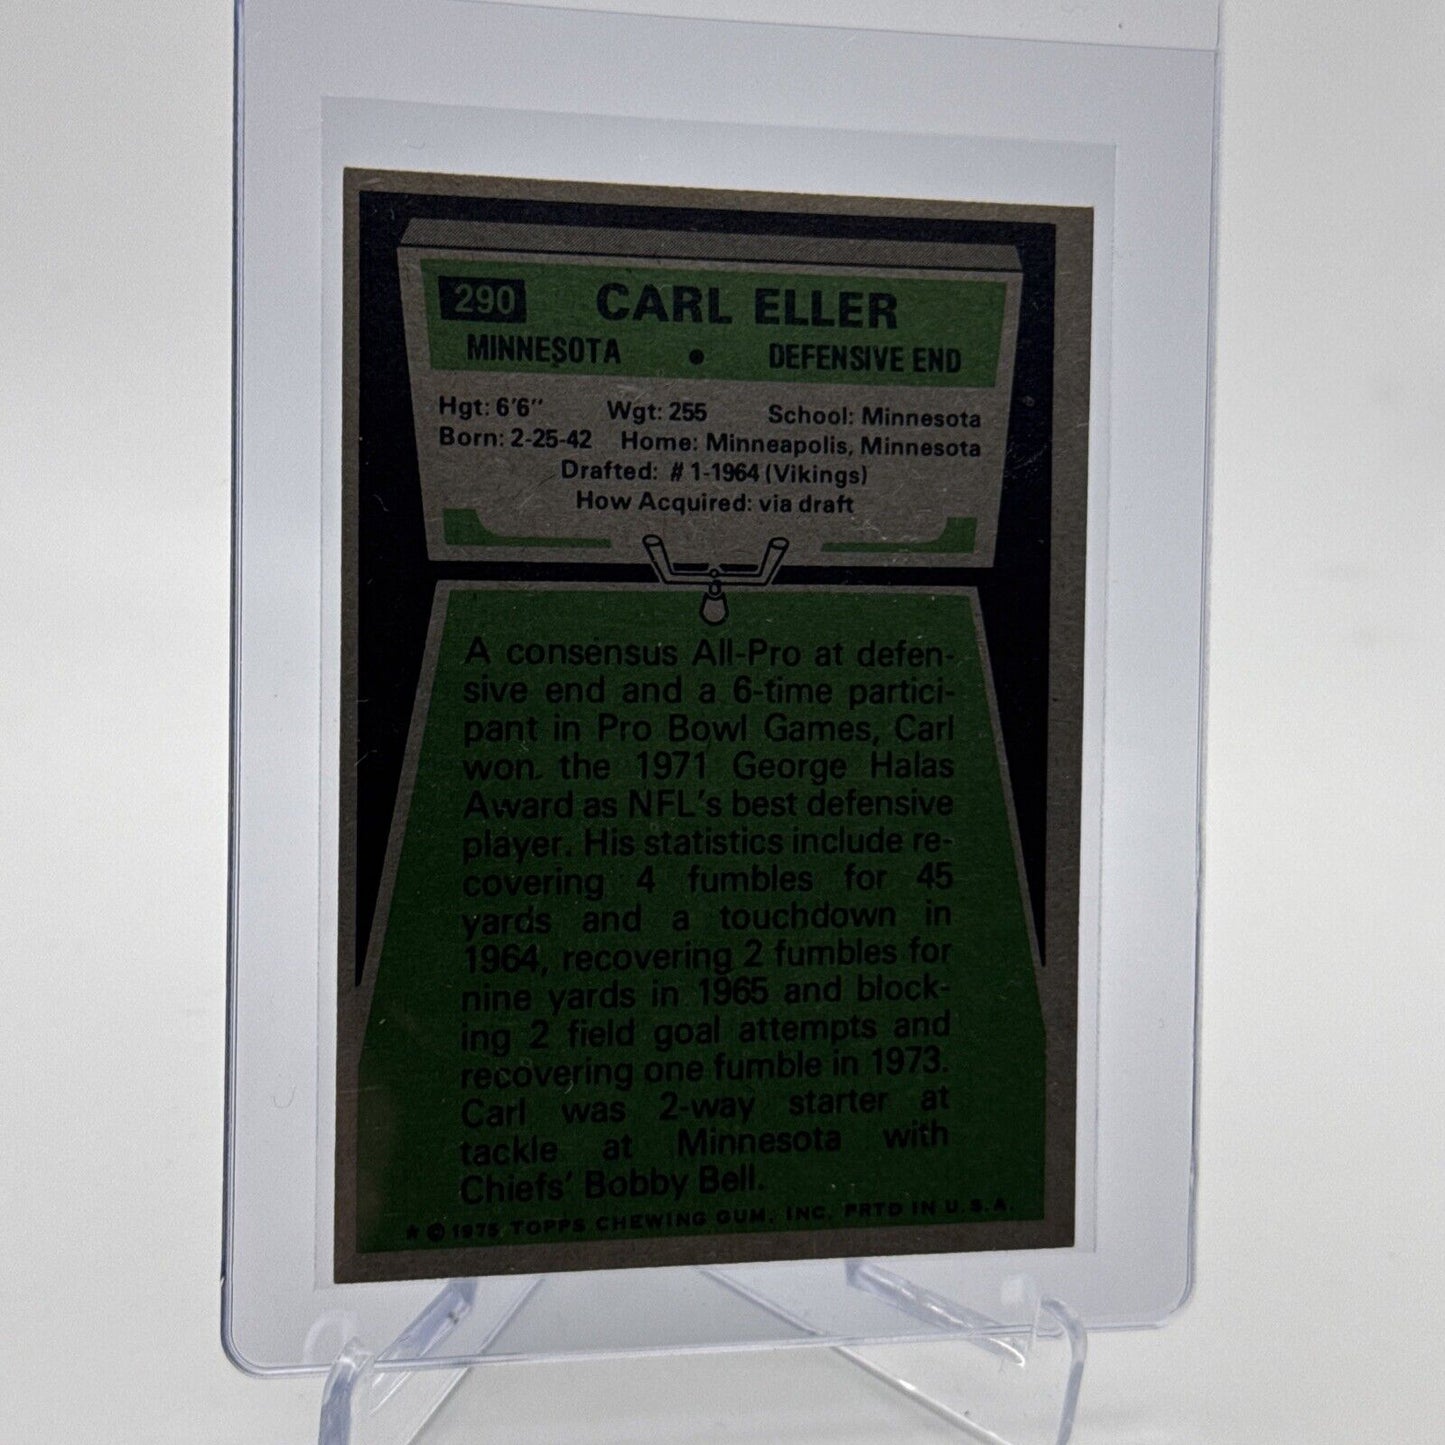 290 CARL ELLER
MINNESOTA • DEFENSIVE END
Hgt: 6'6" Wgt: 255 School: Minnesota
Born: 2-25-42 Home: Minneapolis, Minnesota
Drafted: #1-1964 (Vikings)
How Acquired: via draft
A consensus All-Pro at defen-
sive end and a 6-time partici-
pant in Pro Bowl Games, Carl
won the 1971 George Halas
Award as NFL's best defensive
player. His statistics include re-
covering 4 fumbles for 45
yards and a touchdown in
1964, recovering 2 fumbles for
nine yards in 1965 and block-
ing 2 field goal attempts and
recovering one fumble in 1973.
Carl was 2-way starter at
tackle at Minnesota with
Chiefs' Bobby Bell.
* © 1975 TOPPS CHEWING GUM, INC. PRTD IN U.S.A.